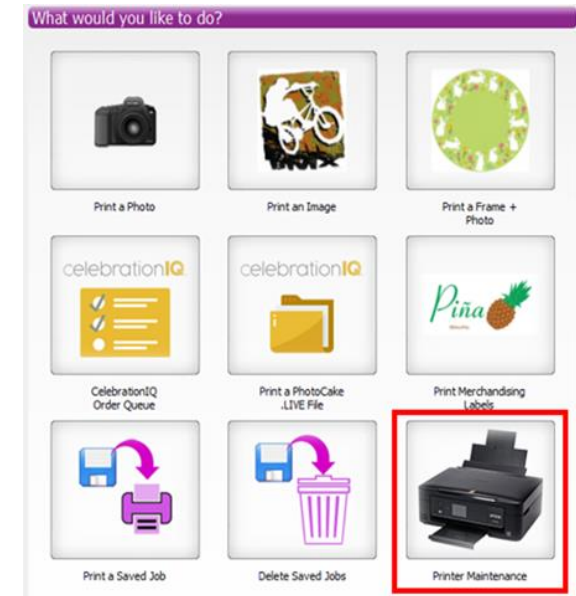 What would you like to do?
Print a Photo
Print an Image
Print a Frame +
Photo
celebrationIQ
celebrationIQ
Piña
CelebrationIQ
Order Queue
Print a PhotoCake
.LIVE File
Print Merchandising
Labels
Print a Saved Job
Delete Saved Jobs
Printer Maintenance